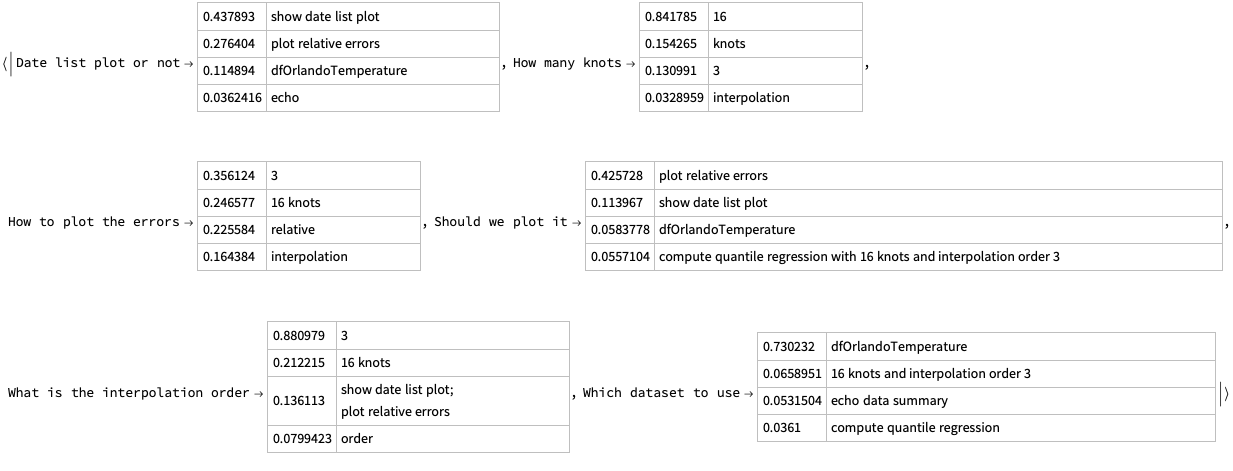 <|Date list plot or not→
0.437893 show date list plot
0.276404 plot relative errors
0.114894 dfOrlandoTemperature
0.0362416 echo
, How many knots→
0.841785 16
0.154265 knots
0.130991 3
0.0328959 interpolation
,
How to plot the errors→
0.356124 3
0.246577 16 knots
0.225584 relative
0.164384 interpolation
, Should we plot it→
0.425728 plot relative errors
0.113967 show date list plot
0.0583778 dfOrlandoTemperature
0.0557104 compute quantile regression with 16 knots and interpolation order 3
,
What is the interpolation order→
0.880979 3
0.212215 16 knots
0.136113 show date list plot;
plot relative errors
0.0799423 order
, Which dataset to use→
0.730232 dfOrlandoTemperature
0.0658951 16 knots and interpolation order 3
0.0531504 echo data summary
0.0361 compute quantile regression
|>